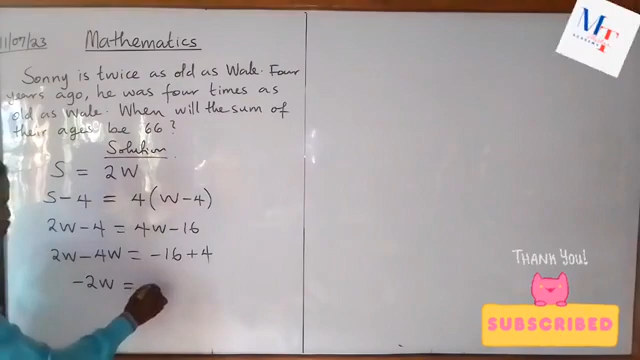 11/07/23 Mathematics
Sonny is twice as old as Wale. Four
years ago, he was four times as
old as Wale. When will the sum of
their ages be 66?
Solution
S = 2W
S-4 = 4(W-4)
2W-4 = 4W-16
2W-4W = -16+4
-2W =
MT
ACADEMY
THANK YOU!
SUBSCRIBED